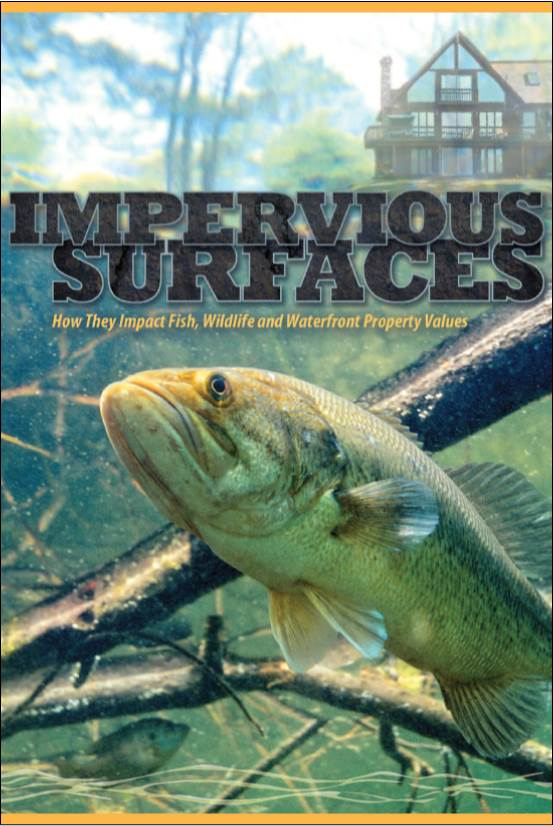 IMPERVIOUS
SURFACES
How They Impact Fish, Wildlife and Waterfront Property Values